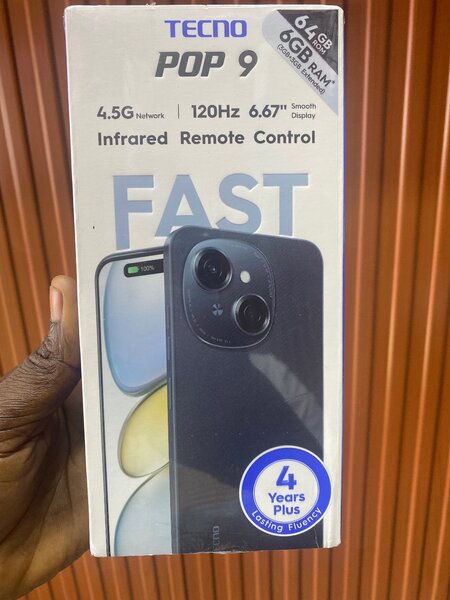 TECNO
POP 9
64GB ROM
6GB RAM*
(3GB+3GB Extended)
4.5G Network | 120Hz 6.67" Smooth Display
Infrared Remote Control
FAST
100%
4
Years
Plus
Lasting Fluency
TECNO